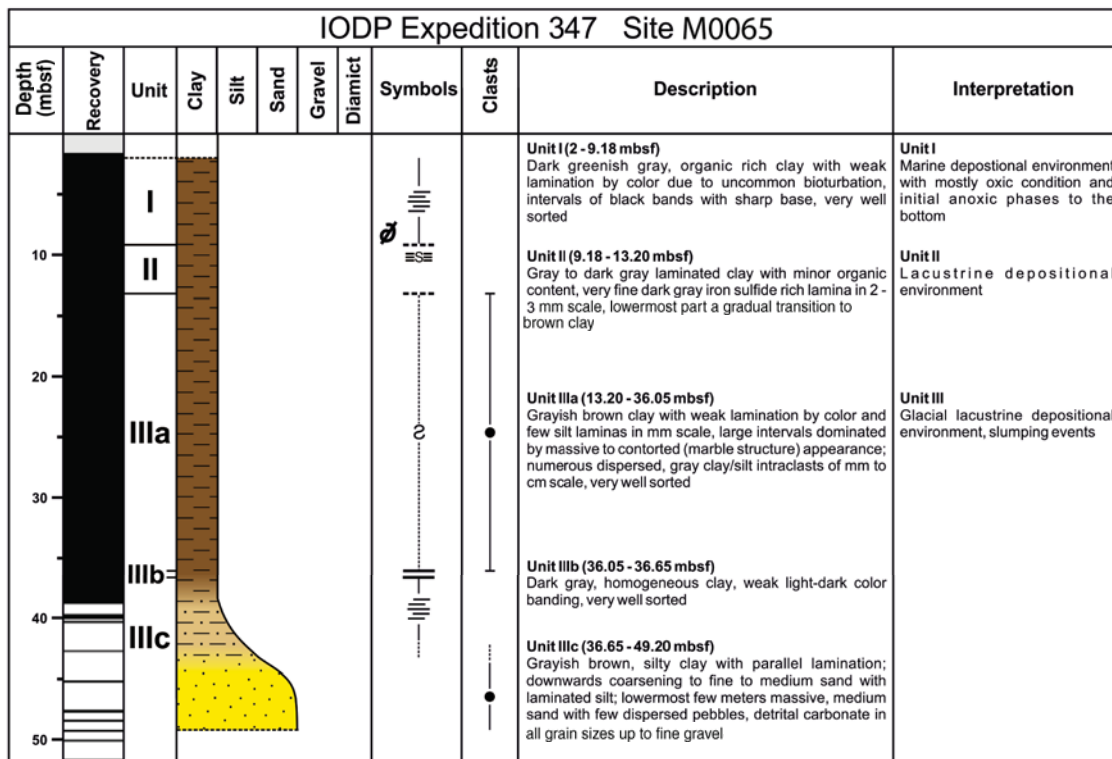 IODP Expedition 347 Site M0065
Depth (mbsf)
Recovery
Unit
Clay
Silt
Sand
Gravel
Diamict
Symbols
Clasts
Description
Interpretation
10
20
30
40
50
I
II
IIIa
IIIb
IIIc
S
S
Unit I (2 - 9.18 mbsf)
Dark greenish gray, organic rich clay with weak
lamination by color due to uncommon bioturbation,
intervals of black bands with sharp base, very well
sorted
Unit II (9.18 - 13.20 mbsf)
Gray to dark gray laminated clay with minor organic
content, very fine dark gray iron sulfide rich lamina in 2 -
3 mm scale, lowermost part a gradual transition to
brown clay
Unit IIIa (13.20 - 36.05 mbsf)
Grayish brown clay with weak lamination by color and
few silt laminas in mm scale, large intervals dominated
by massive to contorted (marble structure) appearance;
numerous dispersed, gray clay/silt intraclasts of mm to
cm scale, very well sorted
Unit IIIb (36.05 - 36.65 mbsf)
Dark gray, homogeneous clay, weak light-dark color
banding, very well sorted
Unit IIIc (36.65 - 49.20 mbsf)
Grayish brown, silty clay with parallel lamination;
downwards coarsening to fine to medium sand with
laminated silt; lowermost few meters massive, medium
sand with few dispersed pebbles, detrital carbonate in
all grain sizes up to fine gravel
Unit I
Marine depostional environment
with mostly oxic condition and
initial anoxic phases to the
bottom
Unit II
Lacustrine depositional
environment
Unit III
Glacial lacustrine depositional
environment, slumping events